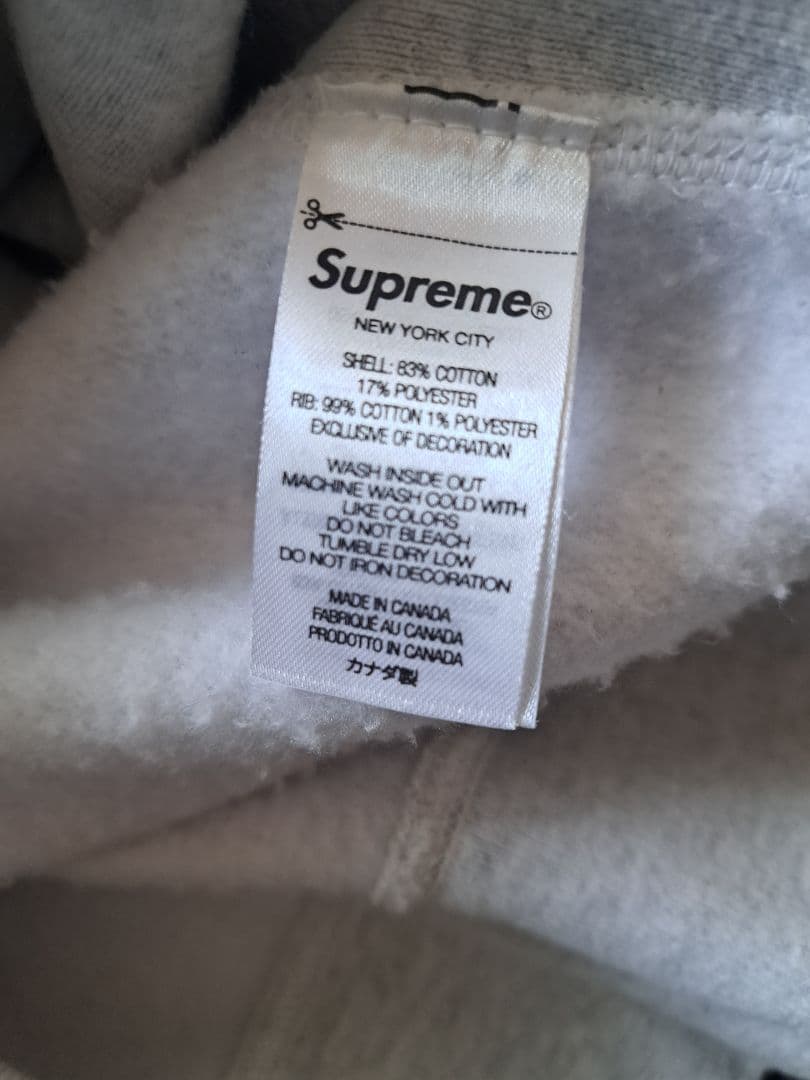 Supreme®
NEW YORK CITY
SHELL: 83% COTTON
17% POLYESTER
RIB: 99% COTTON 1% POLYESTER
EXCLUSIVE OF DECORATION
WASH INSIDE OUT
MACHINE WASH COLD WITH
LIKE COLORS
DO NOT BLEACH
TUMBLE DRY LOW
DO NOT IRON DECORATION
MADE IN CANADA
FABRIQUÉ AU CANADA
PRODOTTO IN CANADA
カナダ製